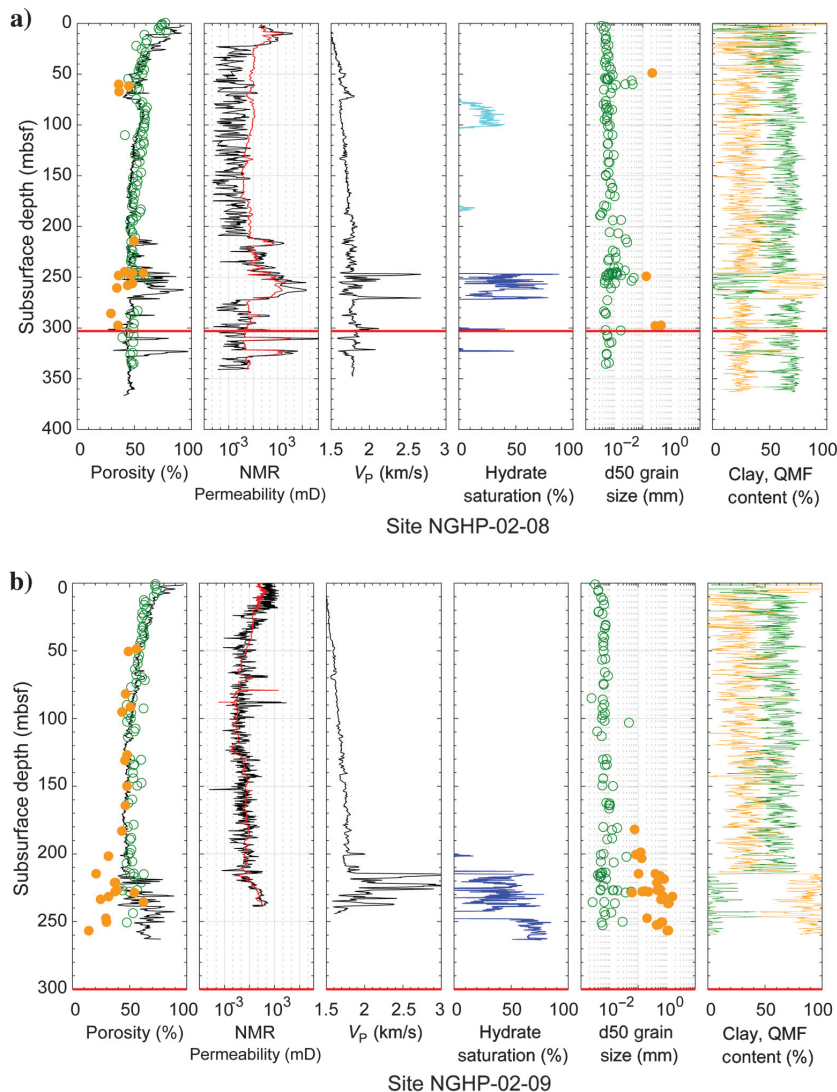 a)
0
50
100
150
200
250
300
350
400
Subsurface depth (mbsf)
0 50 100
10⁻³ 10³
1.5 2 2.5 3
0 50 100
10⁻² 10⁰
0 50 100
Porosity (%) NMR V_P (km/s) Hydrate d50 grain Clay, QMF
Permeability (mD) saturation (%) size (mm) content (%)
Site NGHP-02-08
b)
0
50
100
150
200
250
300
Subsurface depth (mbsf)
0 50 100
10⁻³ 10³
1.5 2 2.5 3
0 50 100
10⁻² 10⁰
0 50 100
Porosity (%) NMR V_P (km/s) Hydrate d50 grain Clay, QMF
Permeability (mD) saturation (%) size (mm) content (%)
Site NGHP-02-09